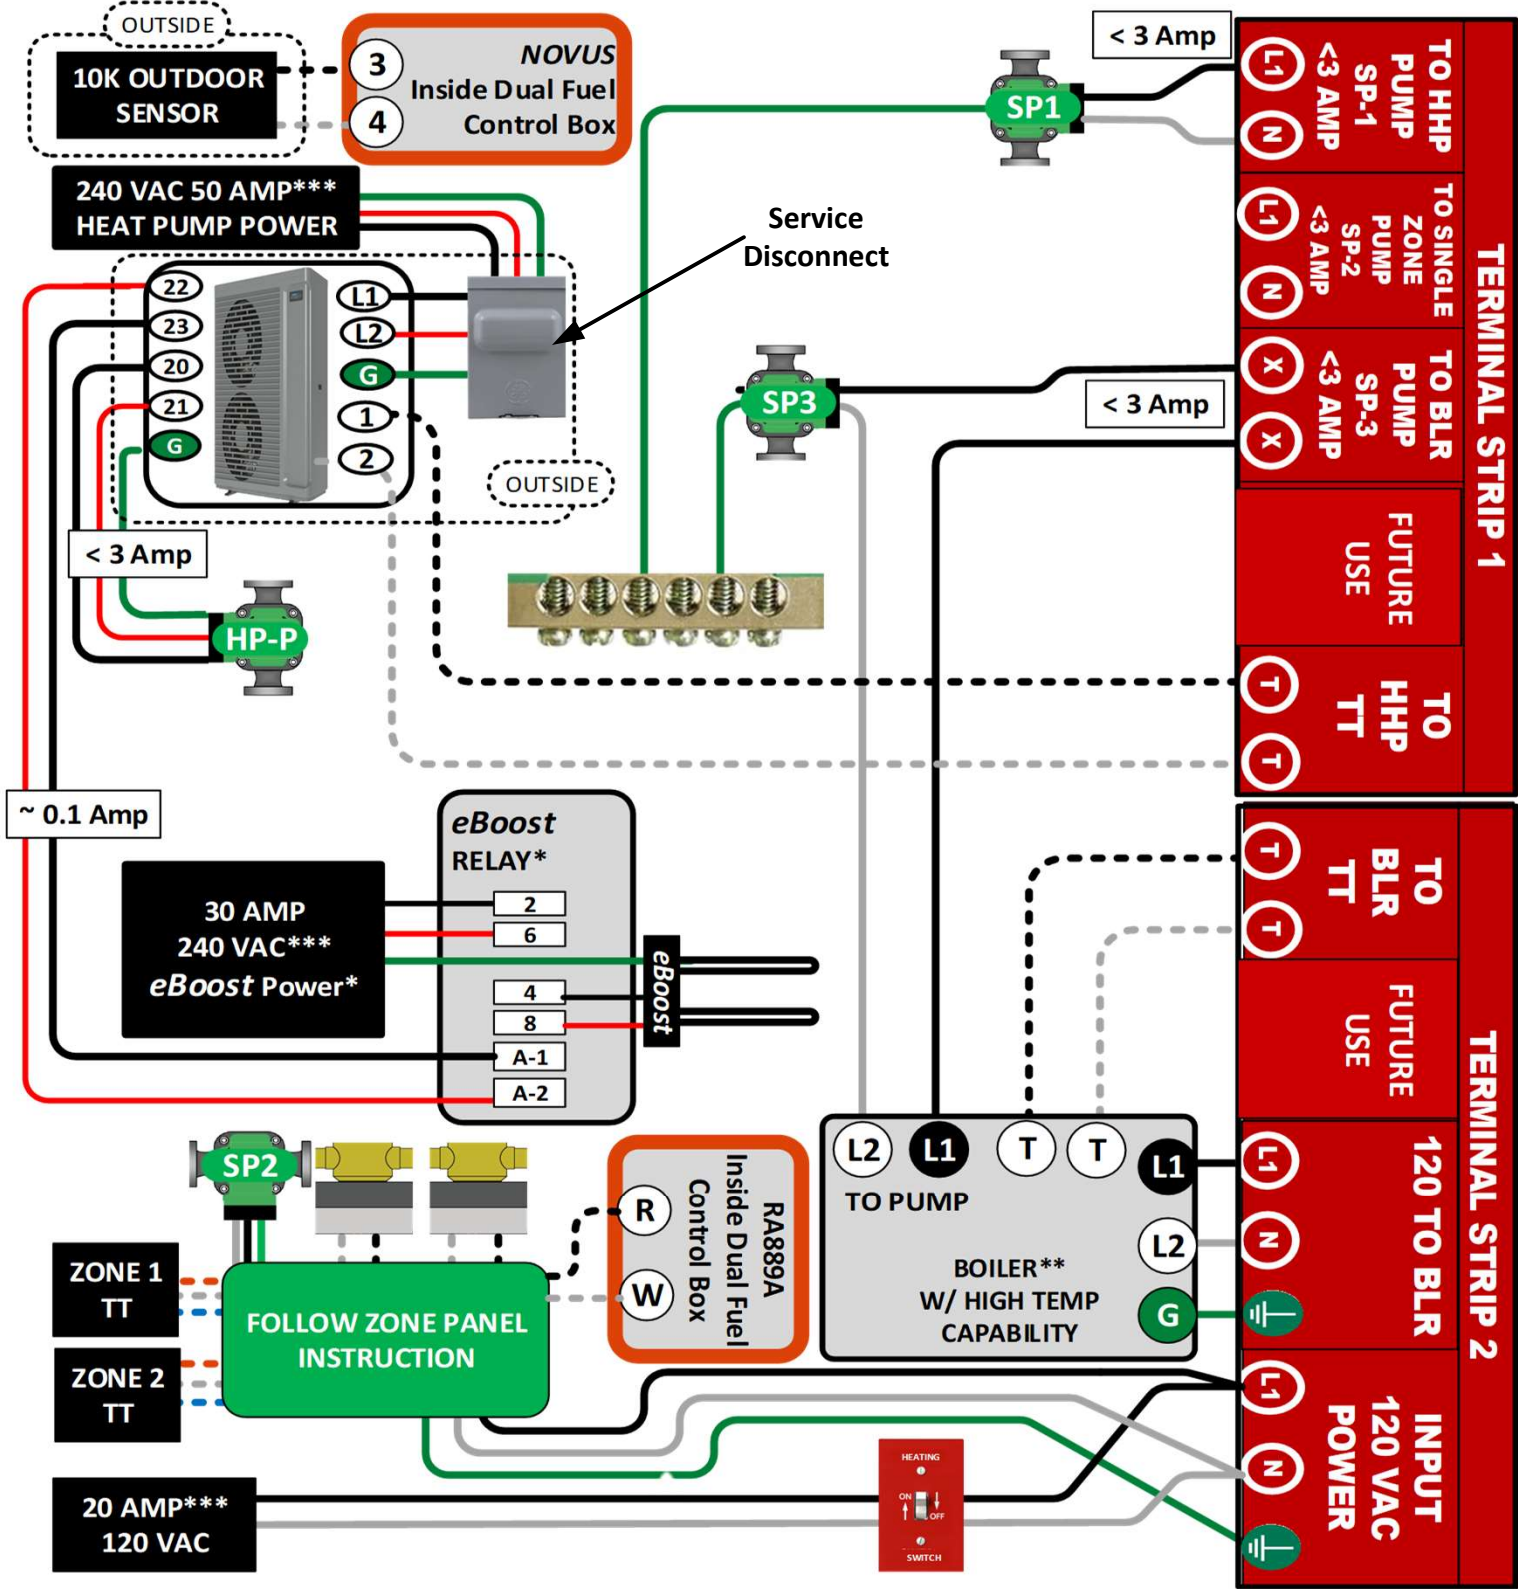 OUTSIDE
10K OUTDOOR
SENSOR
3
4
NOVUS
Inside Dual Fuel
Control Box
240 VAC 50 AMP***
HEAT PUMP POWER
Service
Disconnect
22
23
20
21
G
L1
L2
G
1
2
OUTSIDE
< 3 Amp
HP-P
SP1
< 3 Amp
SP3
< 3 Amp
L1
N
TO HHP
PUMP
SP-1
<3 AMP
L1
N
TO SINGLE
ZONE
PUMP
SP-2
<3 AMP
X
X
TO BLR
PUMP
SP-3
<3 AMP
FUTURE
USE
T
T
TO
HHP
TT
TERMINAL STRIP 1
~ 0.1 Amp
eBoost
RELAY*
30 AMP
240 VAC***
eBoost Power*
2
6
4
8
A-1
A-2
eBoost
T
T
TO
BLR
TT
FUTURE
USE
L1
N
120 TO BLR
L1
N
INPUT
120 VAC
POWER
TERMINAL STRIP 2
SP2
ZONE 1
TT
ZONE 2
TT
FOLLOW ZONE PANEL
INSTRUCTION
R
W
RA889A
Inside Dual Fuel
Control Box
L2
L1
T
T
L1
TO PUMP
L2
BOILER**
W/ HIGH TEMP
CAPABILITY
G
20 AMP***
120 VAC
HEATING
ON
OFF
SWITCH